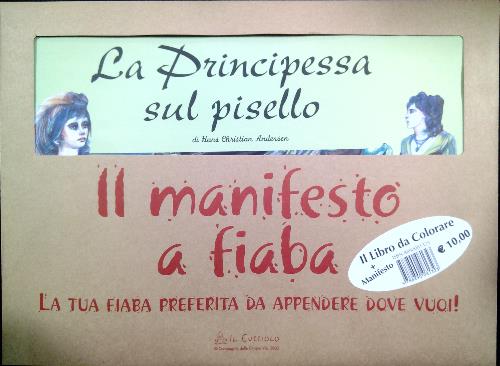 La Principessa
sul pisello
di Hans Christian Andersen
Il manifesto
a fiaba
Il Libro da Colorare
+
Manifesto
€ 10,00
LA TUA FIABA PREFERITA DA APPENDERE DOVE VUOI!
IL CUCCIOLO